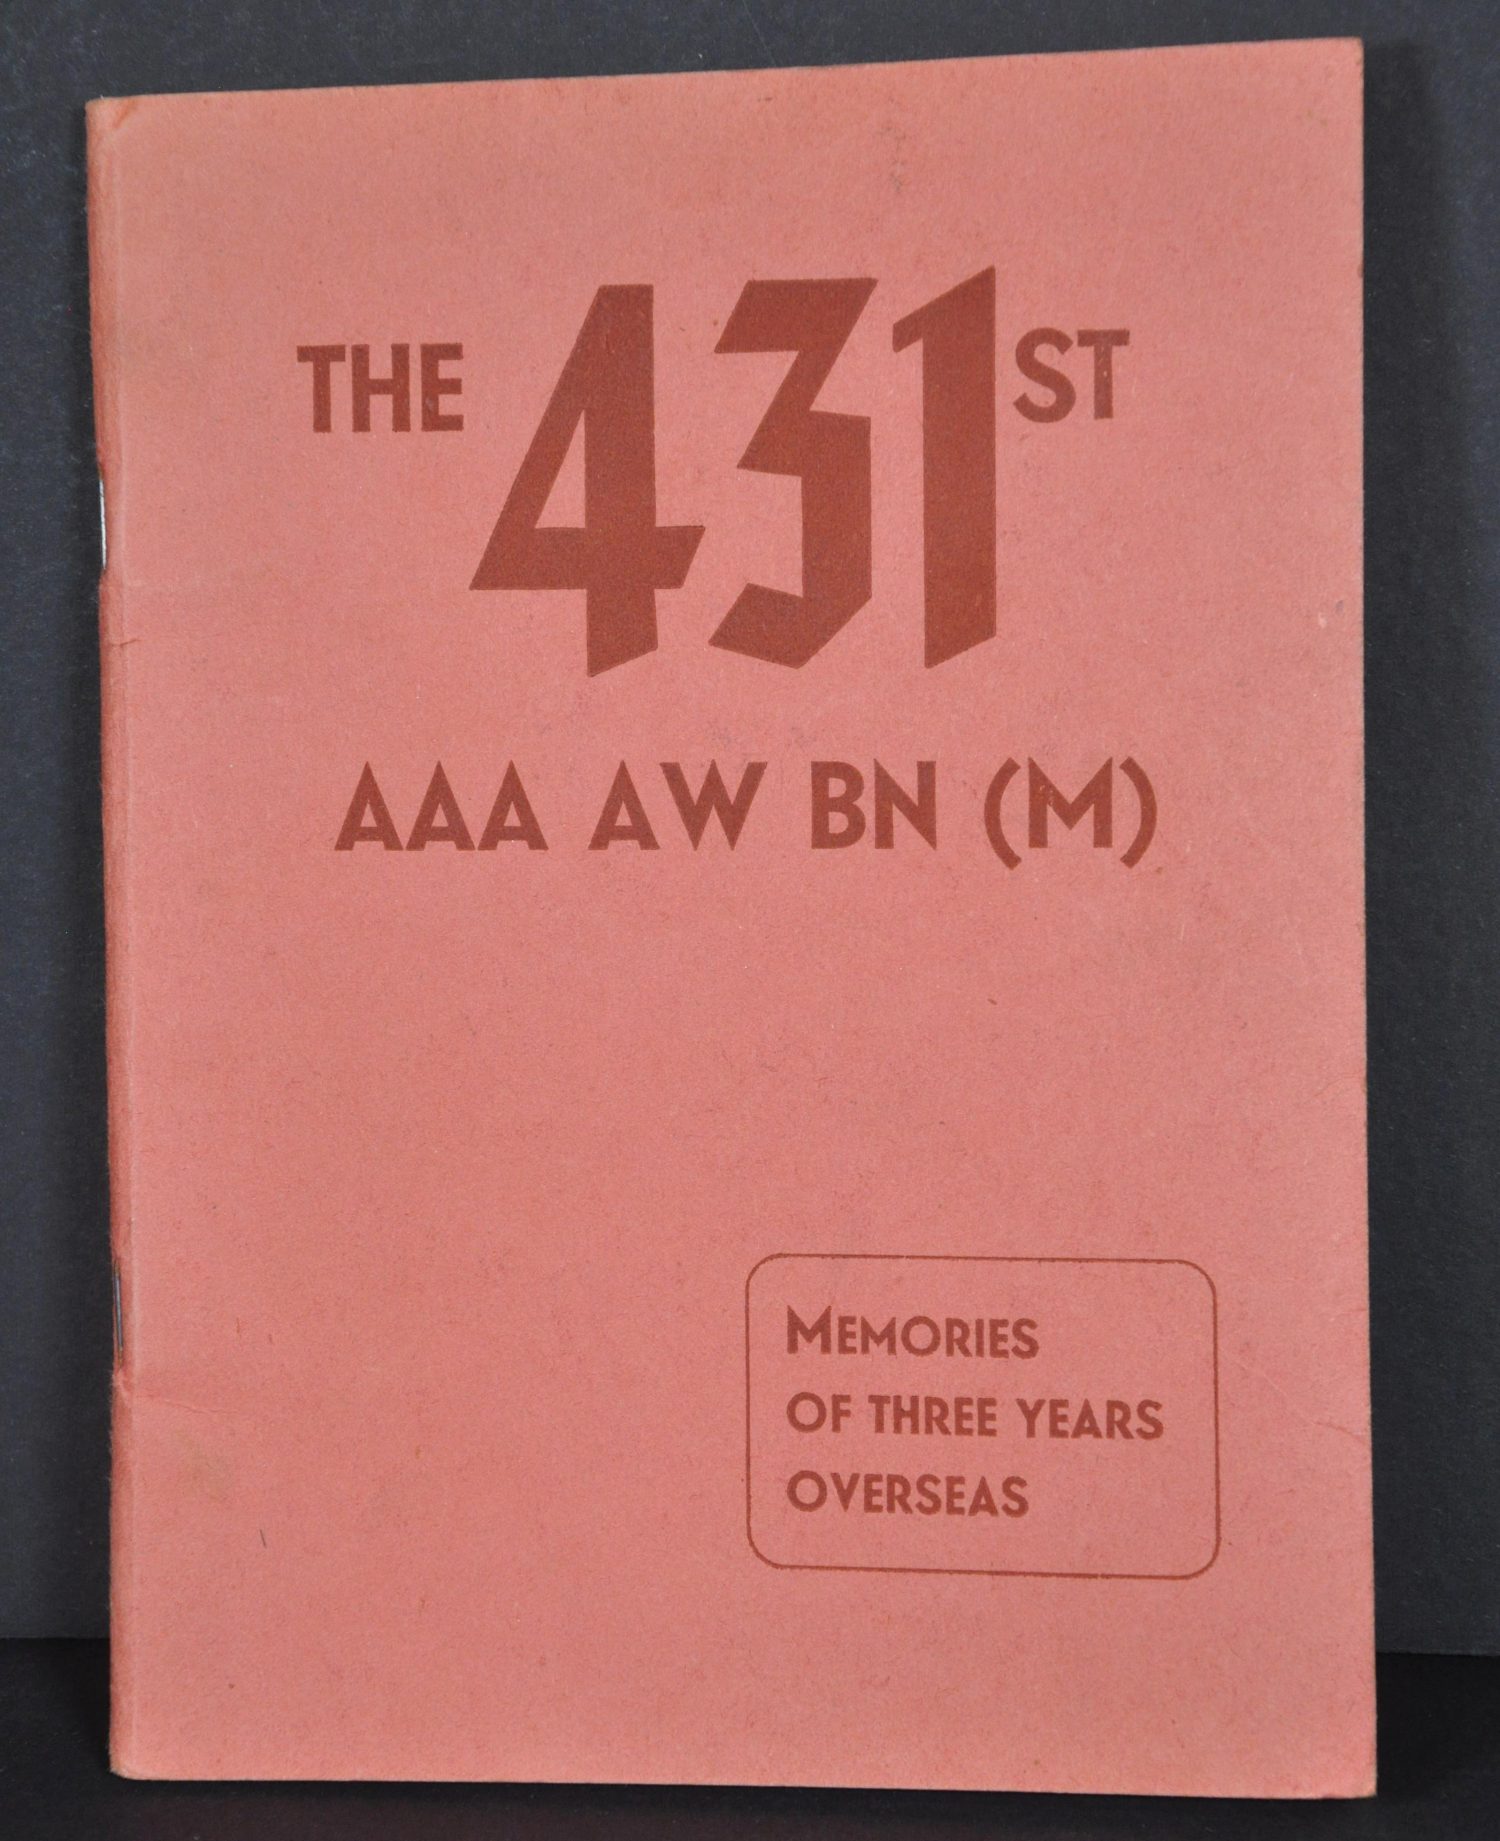 THE 431ST
AAA AW BN (M)
MEMORIES
OF THREE YEARS
OVERSEAS